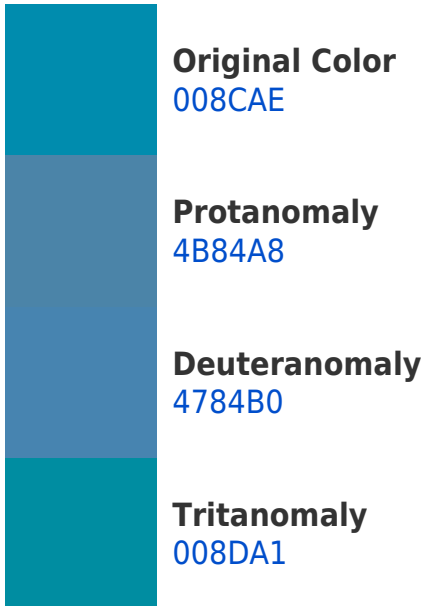 Original Color
008CAE
Protanomaly
4B84A8
Deuteranomaly
4784B0
Tritanomaly
008DA1